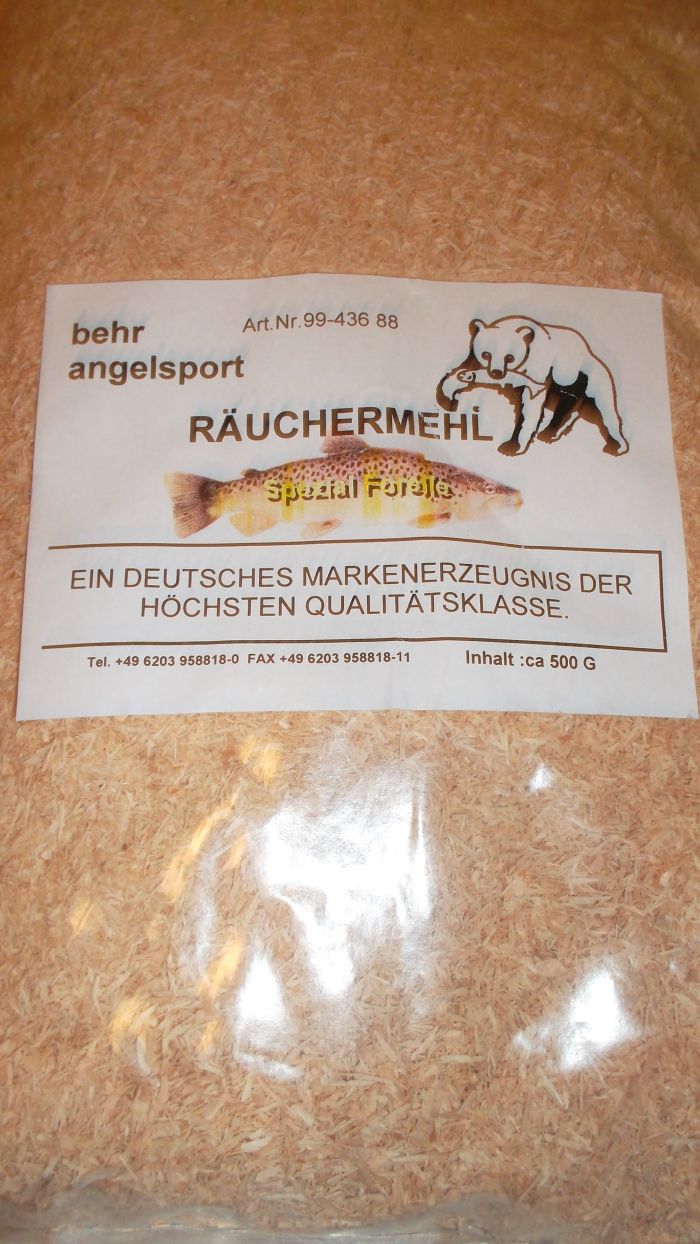 behr
angelsport
Art.Nr.99-436 88
RÄUCHERMEHL
Spezial Forelle
EIN DEUTSCHES MARKENERZEUGNIS DER
HÖCHSTEN QUALITÄTSKLASSE.
Tel. +49 6203 958818-0 FAX +49 6203 958818-11
Inhalt :ca 500 G